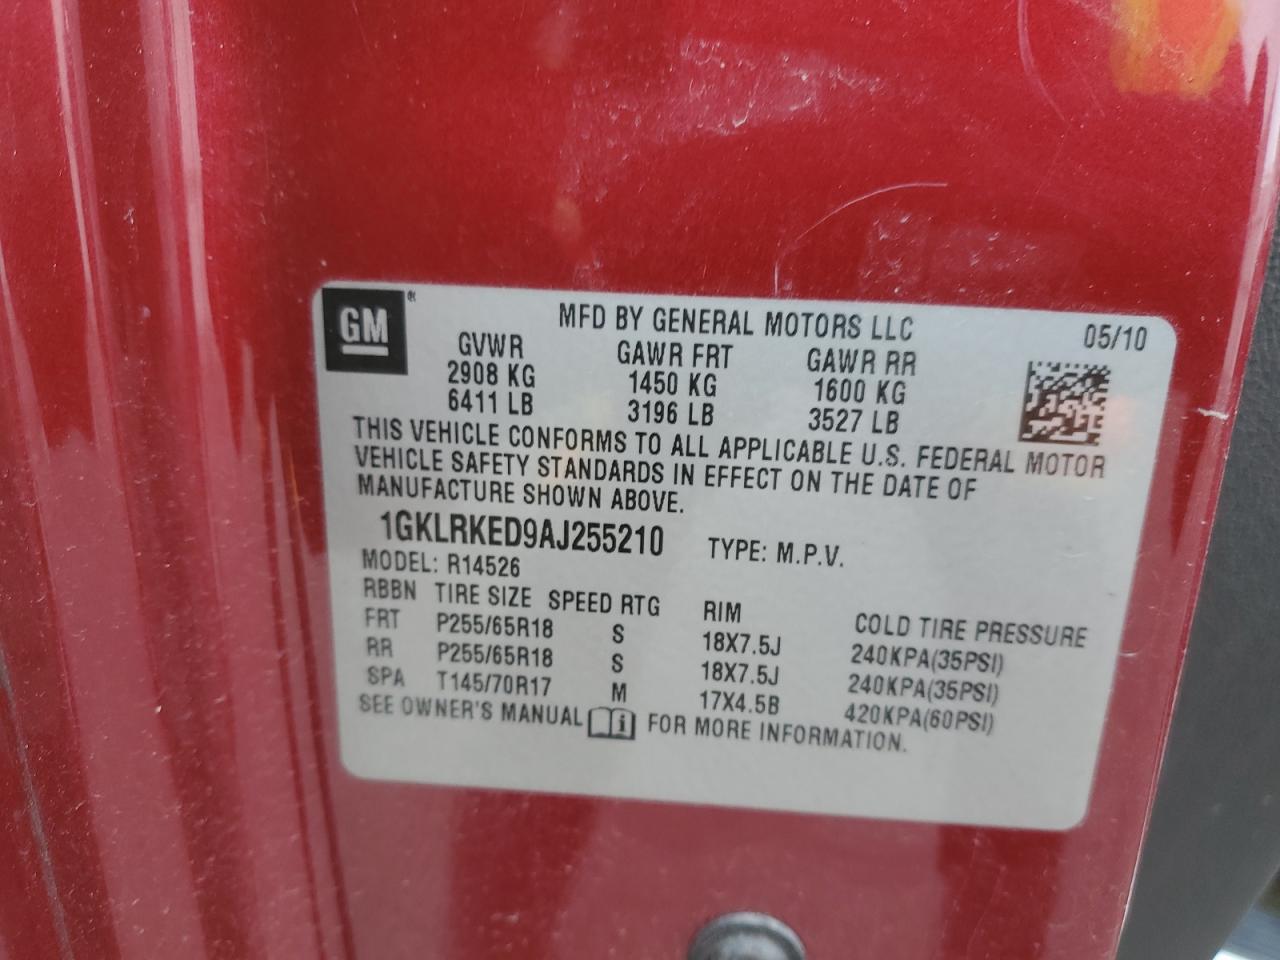 GM®
MFD BY GENERAL MOTORS LLC 05/10
GVWR GAWR FRT GAWR RR
2908 KG 1450 KG 1600 KG
6411 LB 3196 LB 3527 LB
THIS VEHICLE CONFORMS TO ALL APPLICABLE U.S. FEDERAL MOTOR
VEHICLE SAFETY STANDARDS IN EFFECT ON THE DATE OF
MANUFACTURE SHOWN ABOVE.
1GKLRKED9AJ255210 TYPE: M.P.V.
MODEL: R14526
RBBN TIRE SIZE SPEED RTG RIM COLD TIRE PRESSURE
FRT P255/65R18 S 18X7.5J 240KPA(35PSI)
RR P255/65R18 S 18X7.5J 240KPA(35PSI)
SPA T145/70R17 M 17X4.5B 420KPA(60PSI)
SEE OWNER'S MANUAL i FOR MORE INFORMATION.